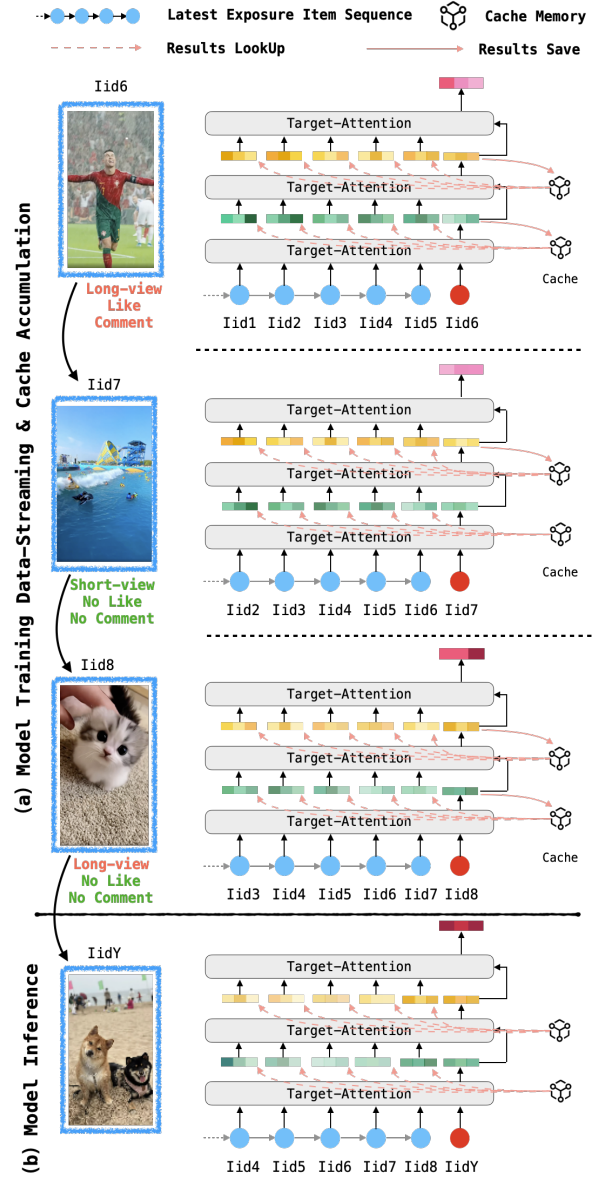 Latest Exposure Item Sequence
Cache Memory
Results LookUp
Results Save
(a) Model Training Data-Streaming & Cache Accumulation
Iid6
Long-view
Like
Comment
Target-Attention
Target-Attention
Target-Attention
Cache
Iid1 Iid2 Iid3 Iid4 Iid5 Iid6
Iid7
Short-view
No Like
No Comment
Target-Attention
Target-Attention
Target-Attention
Cache
Iid2 Iid3 Iid4 Iid5 Iid6 Iid7
Iid8
Long-view
No Like
No Comment
Target-Attention
Target-Attention
Target-Attention
Cache
Iid3 Iid4 Iid5 Iid6 Iid7 Iid8
(b) Model Inference
IidY
Target-Attention
Target-Attention
Target-Attention
Iid4 Iid5 Iid6 Iid7 Iid8 IidY